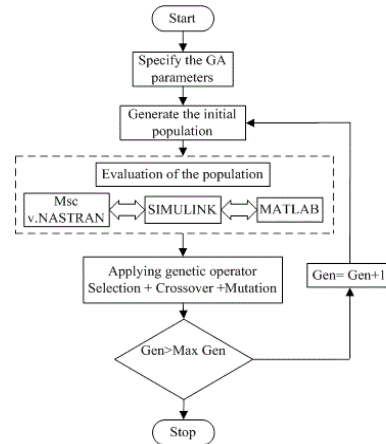 Start
Specify the GA
parameters
Generate the initial
population
Evaluation of the population
Msc
v.NASTRAN
SIMULINK
MATLAB
Applying genetic operator
Selection + Crossover +Mutation
Gen= Gen+1
Gen>Max Gen
Stop